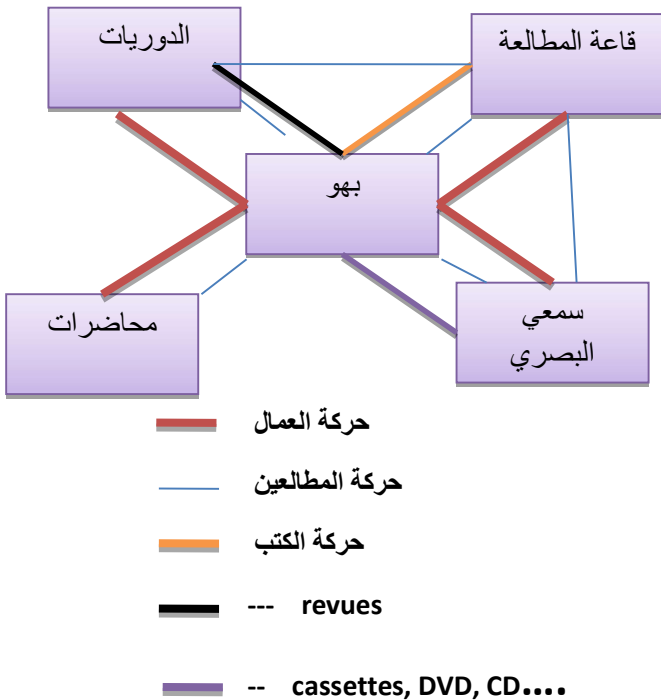 الدوريات
قاعة المطالعة
بهو
محاضرات
سمعي
البصري
حركة العمال
حركة المطالعين
حركة الكتب
--- revues
-- cassettes, DVD, CD....